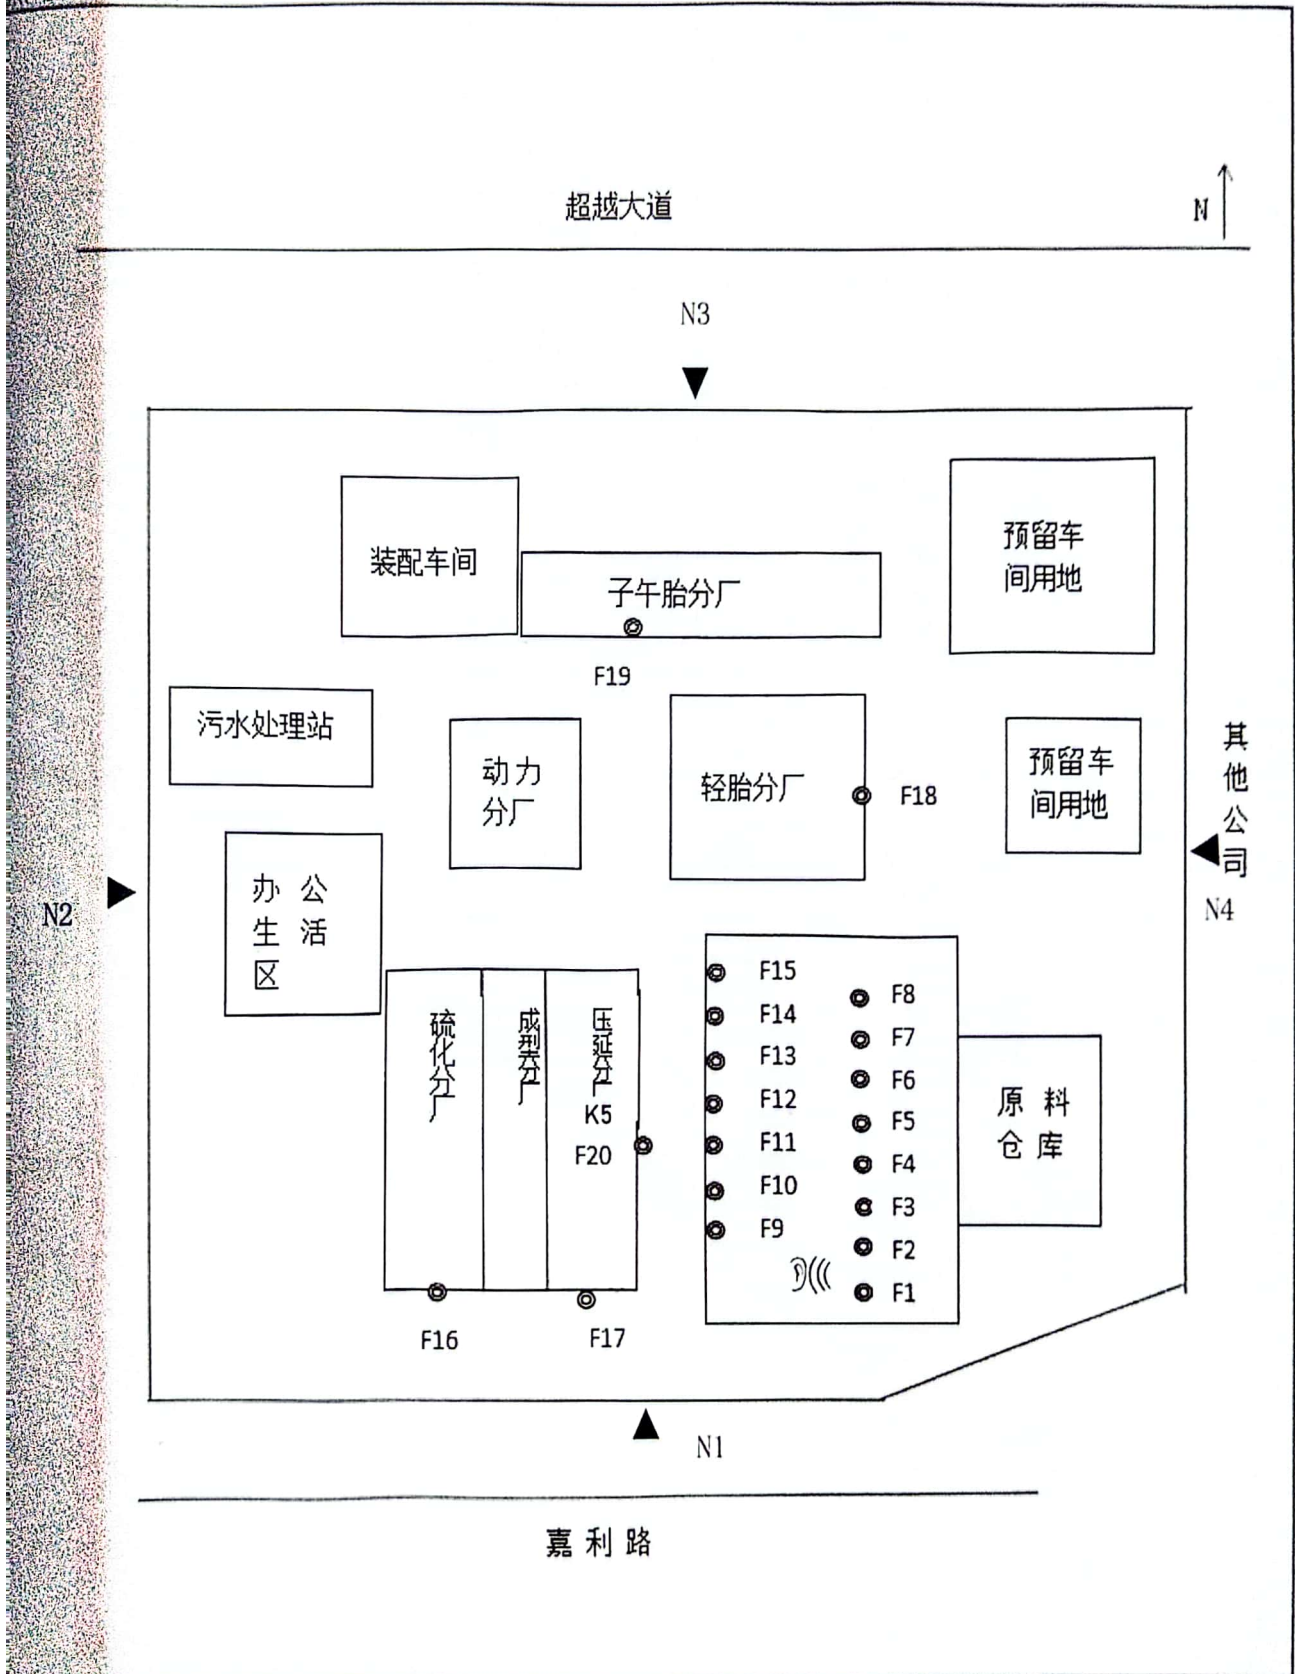 超越大道
N
N3
装配车间
子午胎分厂
F19
预留车
间用地
污水处理站
动力
分厂
轻胎分厂
F18
预留车
间用地
其他公司
N4
N2
办公
生活
区
硫化分厂
成型分厂
压延分厂
K5
F20
F16
F17
F15
F14
F13
F12
F11
F10
F9
F8
F7
F6
F5
F4
F3
F2
F1
原料
仓库
N1
嘉利路